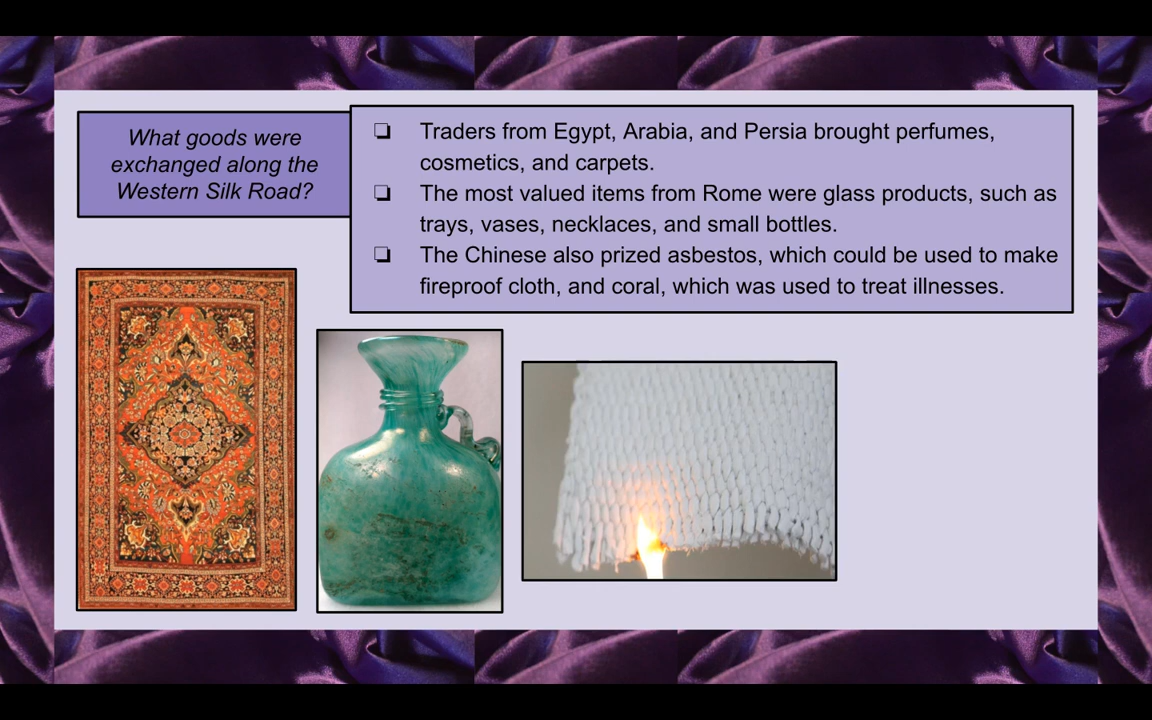 What goods were
exchanged along the
Western Silk Road?
❏ Traders from Egypt, Arabia, and Persia brought perfumes,
cosmetics, and carpets.
❏ The most valued items from Rome were glass products, such as
trays, vases, necklaces, and small bottles.
❏ The Chinese also prized asbestos, which could be used to make
fireproof cloth, and coral, which was used to treat illnesses.